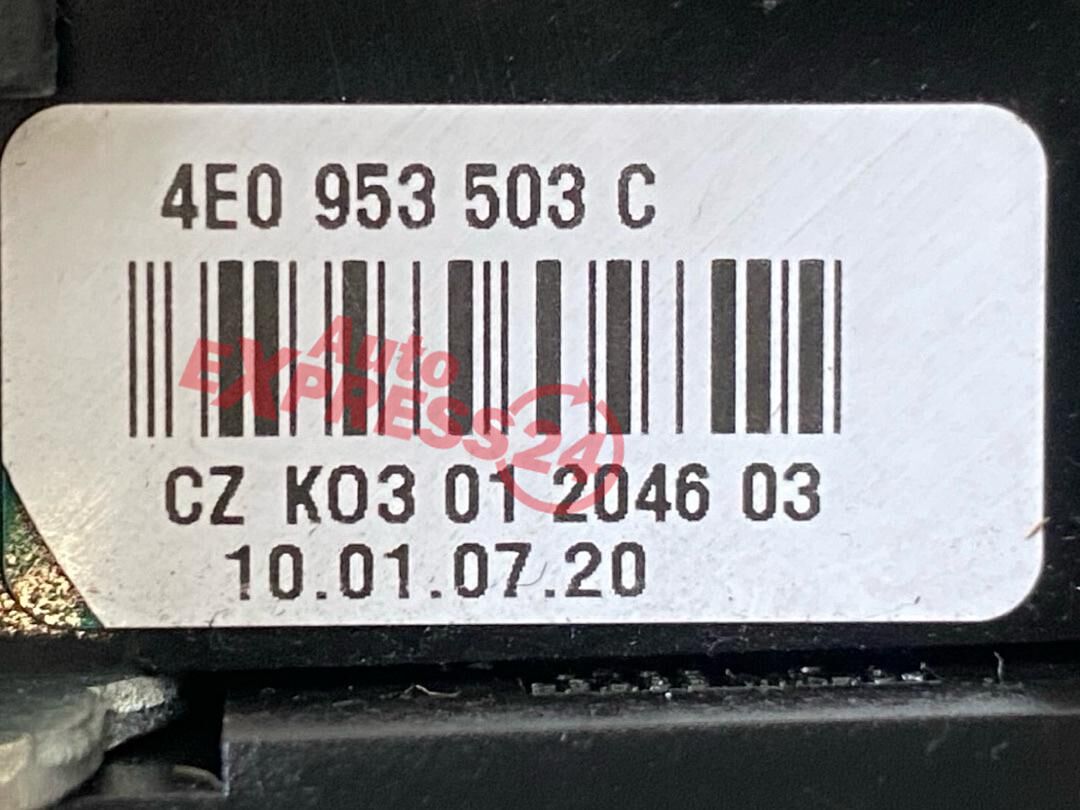 4E0 953 503 C
Auto
EXPRESS24
CZ K03 01 2046 03
10.01.07.20